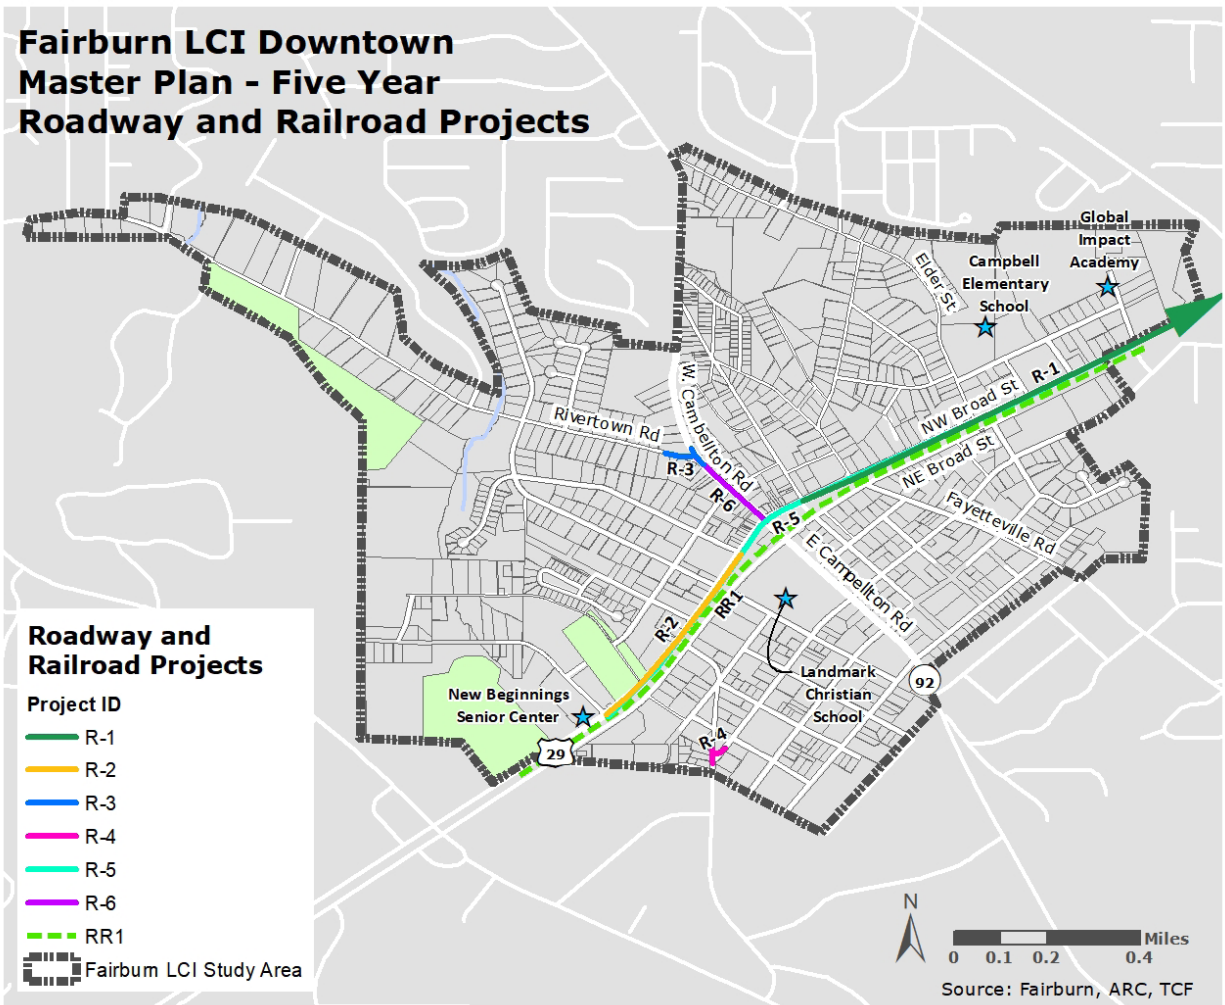 Fairburn LCI Downtown
Master Plan - Five Year
Roadway and Railroad Projects
Global
Impact
Academy
Campbell
Elementary
School
Elder St
R-1
NW Broad St
NE Broad St
W. Cambellton Rd
Rivertown Rd
R-3
R-6
R-5
Fayetteville Rd
E Campellton Rd
RR1
R-2
Landmark
Christian
School
92
New Beginnings
Senior Center
29
R-4
Roadway and
Railroad Projects
Project ID
R-1
R-2
R-3
R-4
R-5
R-6
RR1
Fairburn LCI Study Area
N
Miles
0 0.1 0.2 0.4
Source: Fairburn, ARC, TCF